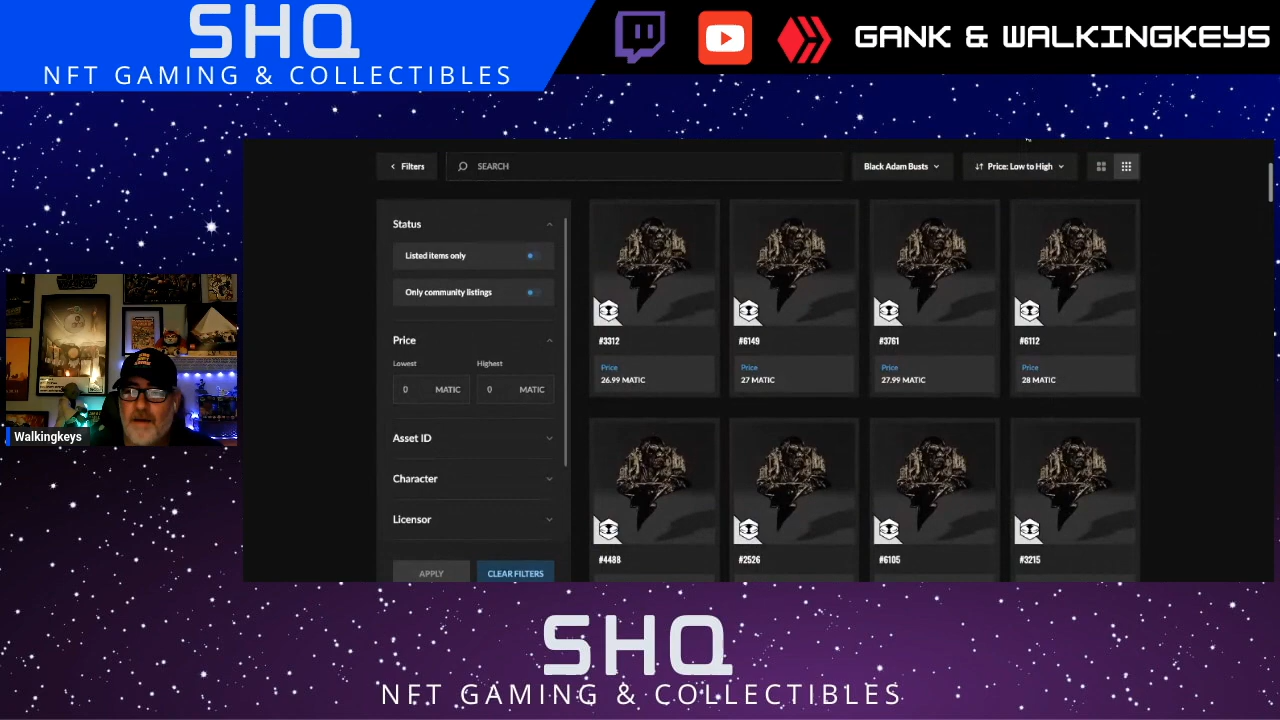 SHQ
NFT GAMING & COLLECTIBLES
GANK & WALKINGKEYS
Filters
SEARCH
Black Adam Busts
Price: Low to High
Status
Listed items only
Only community listings
Price
Lowest
Highest
0 MATIC
0 MATIC
Asset ID
Character
Licensor
APPLY
CLEAR FILTERS
#3312
#6149
#3761
#6112
Price
26.99 MATIC
Price
27 MATIC
Price
27.99 MATIC
Price
28 MATIC
#4488
#2526
#6105
#3215
Walkingkeys
SHQ
NFT GAMING & COLLECTIBLES